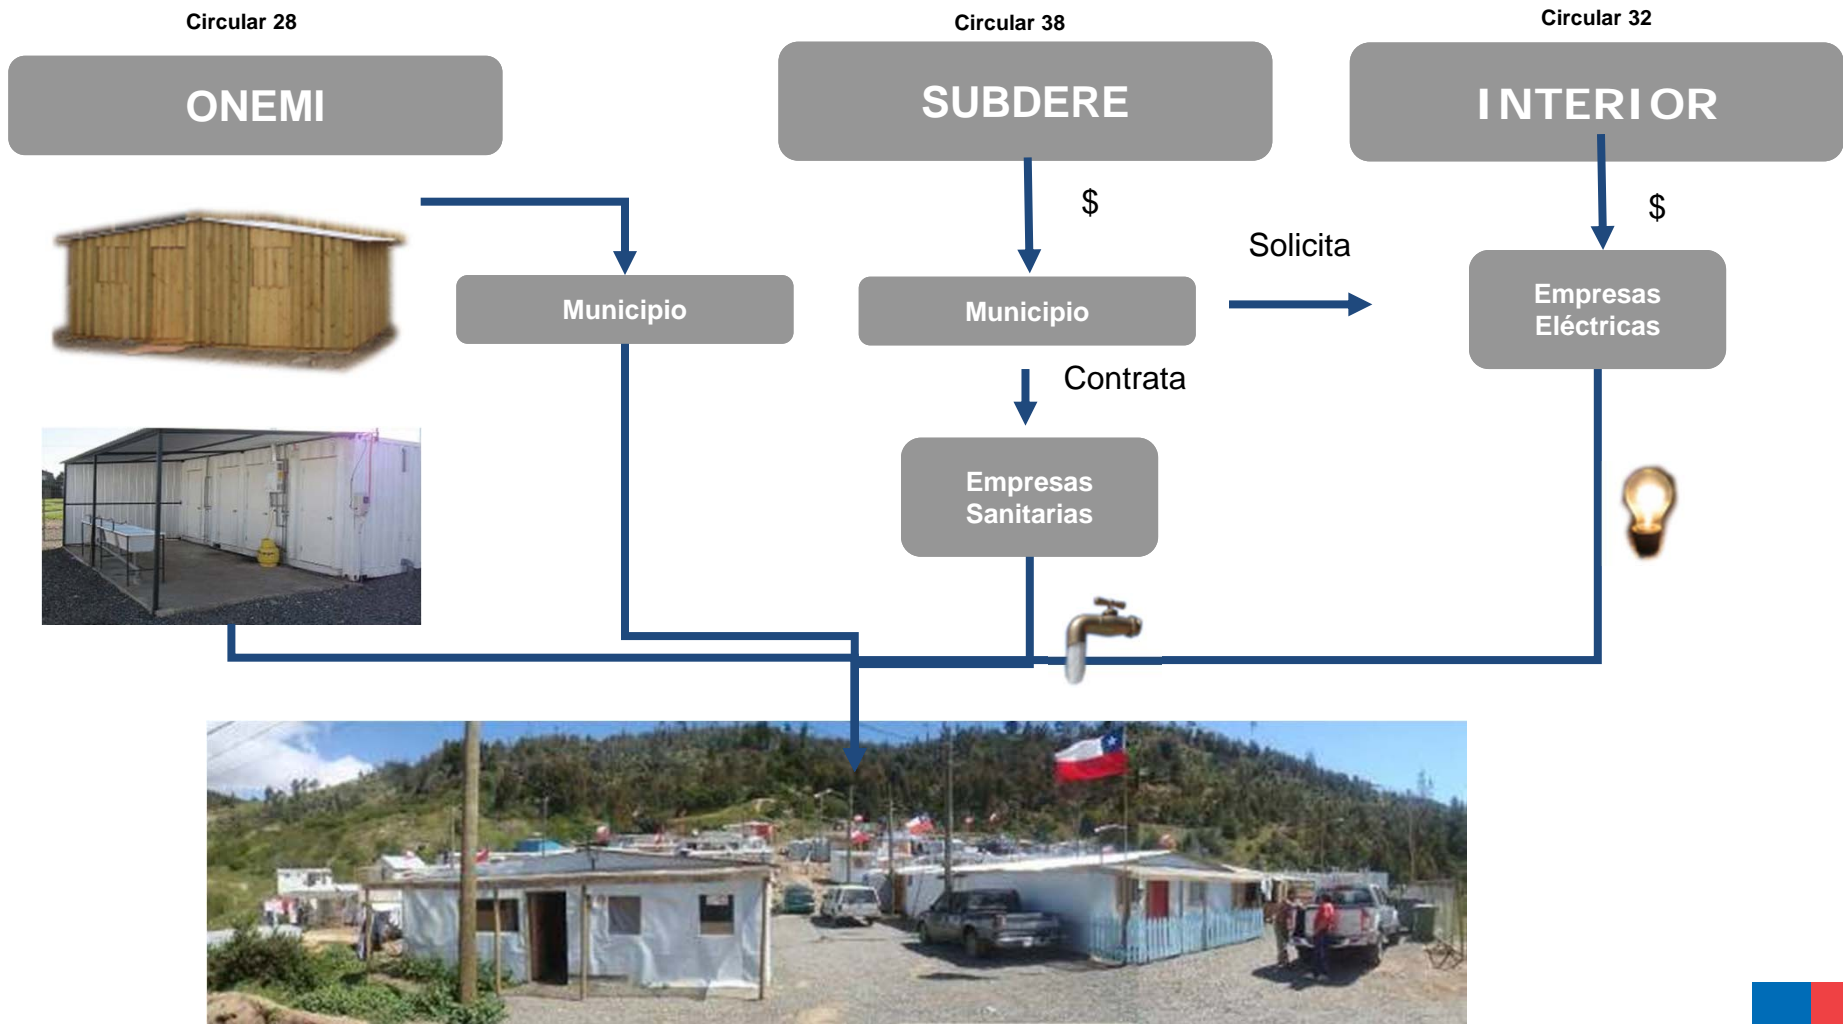 Circular 28
Circular 38
Circular 32
ONEMI
SUBDERE
INTERIOR
$
$
Solicita
Municipio
Municipio
Empresas
Eléctricas
Contrata
Empresas
Sanitarias